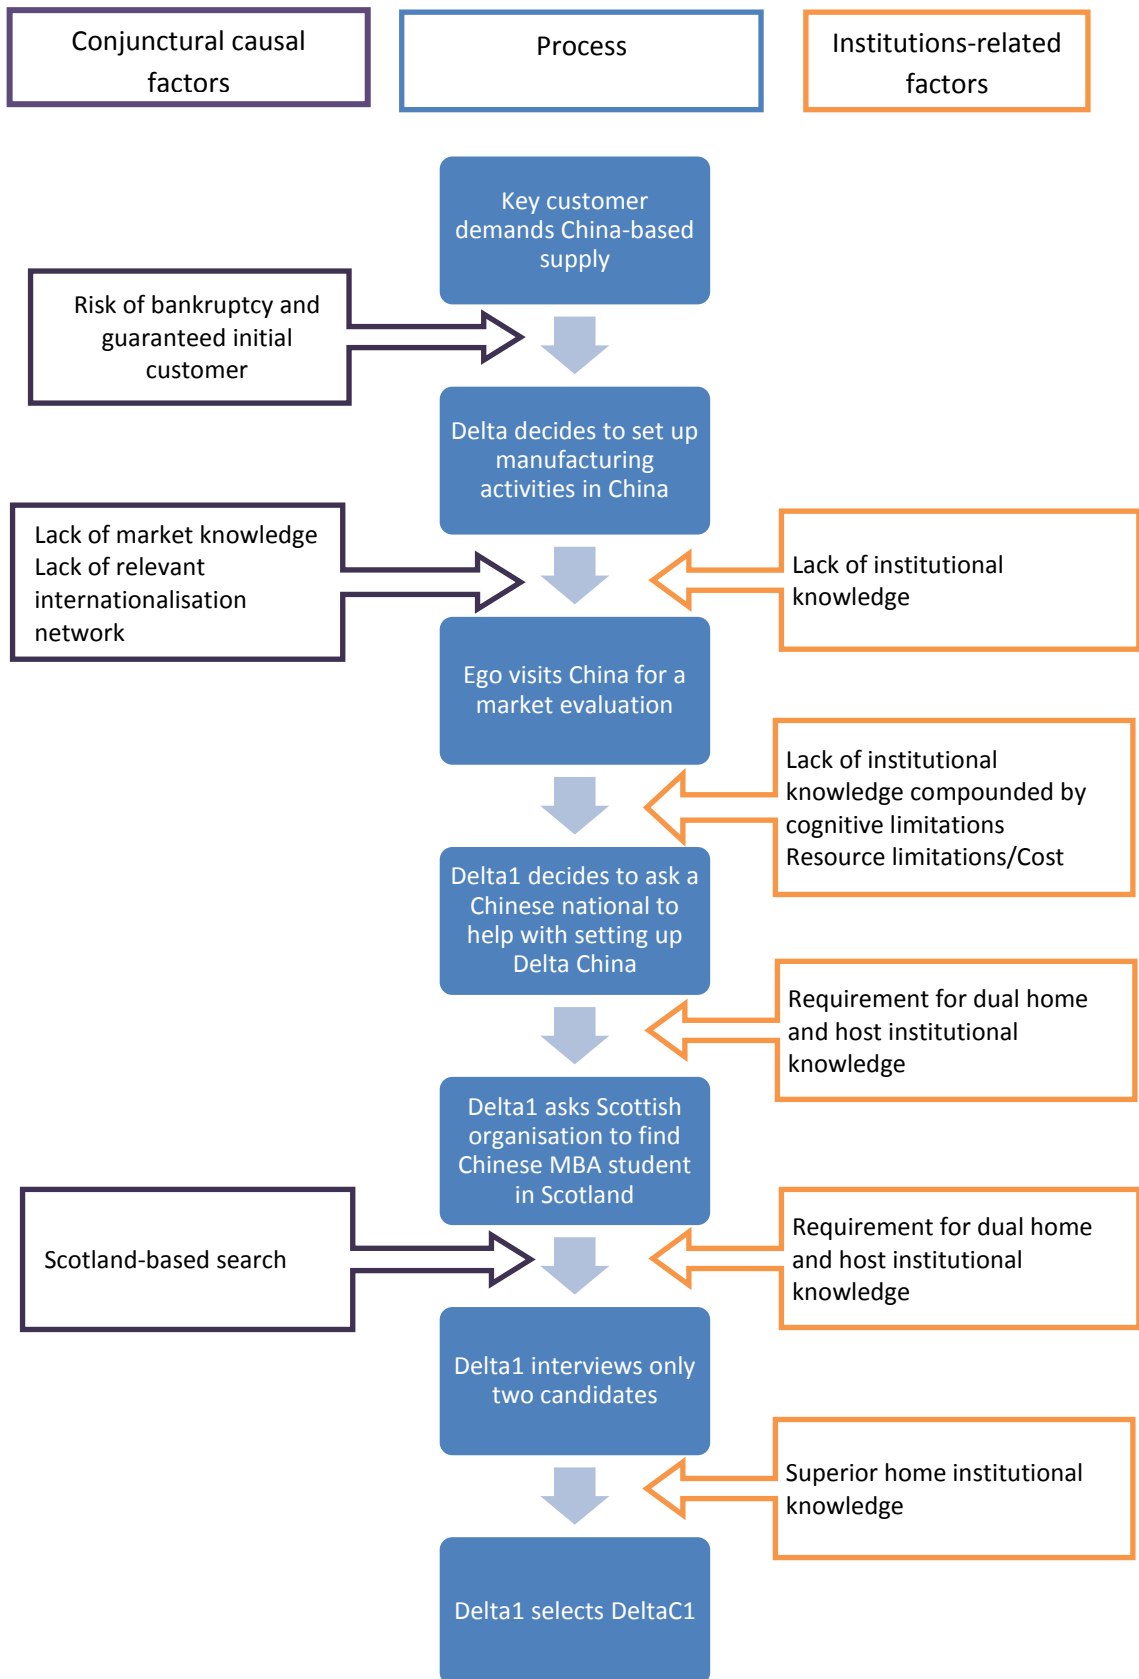 Conjunctural causal
factors
Process
Institutions-related
factors
Key customer
demands China-based
supply
Risk of bankruptcy and
guaranteed initial
customer
Delta decides to set up
manufacturing
activities in China
Lack of market knowledge
Lack of relevant
internationalisation
network
Lack of institutional
knowledge
Ego visits China for a
market evaluation
Lack of institutional
knowledge compounded by
cognitive limitations
Resource limitations/Cost
Delta1 decides to ask a
Chinese national to
help with setting up
Delta China
Requirement for dual home
and host institutional
knowledge
Delta1 asks Scottish
organisation to find
Chinese MBA student
in Scotland
Scotland-based search
Requirement for dual home
and host institutional
knowledge
Delta1 interviews only
two candidates
Superior home institutional
knowledge
Delta1 selects DeltaC1